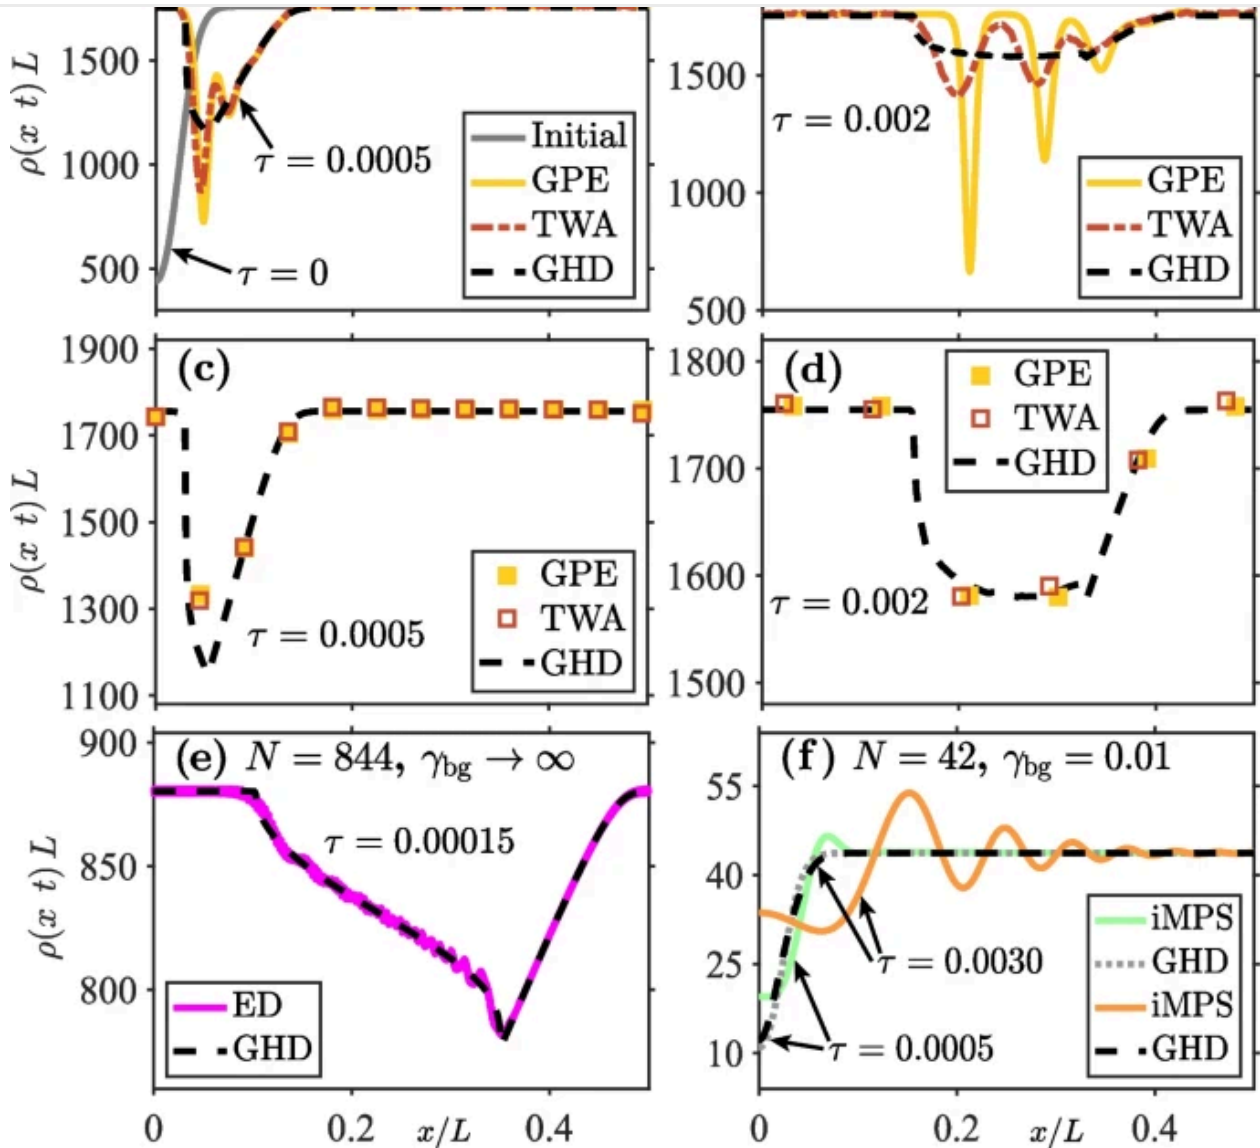 ρ(x t) L
1500
1000
500
τ = 0.0005
τ = 0
Initial
GPE
TWA
GHD
1500
1000
500
τ = 0.002
GPE
TWA
GHD
ρ(x t) L
1900
1700
1500
1300
1100
(c)
τ = 0.0005
GPE
TWA
GHD
1800
1700
1600
1500
(d)
τ = 0.002
GPE
TWA
GHD
ρ(x t) L
900
850
800
(e) N = 844, γbg → ∞
τ = 0.00015
ED
GHD
0 0.2 x/L 0.4
55
40
25
10
(f) N = 42, γbg = 0.01
τ = 0.0030
τ = 0.0005
iMPS
GHD
iMPS
GHD
0 0.2 x/L 0.4